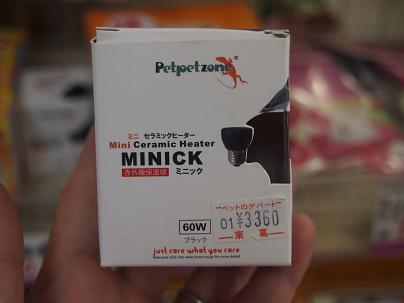 Petpetzone®
ミニ セラミックヒーター
Mini Ceramic Heater
MINICK
赤外線保温球 ミニック
60W
ブラック
ペットのデパート
01 ¥3360
東 葛
just care what you care